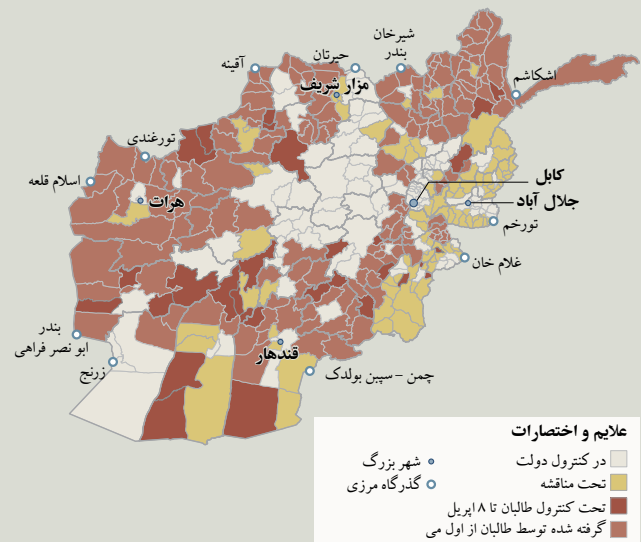 شیرخان
بندر
حیرتان
آقینه
مزار شریف
اشکاشم
تورغندی
اسلام قلعه
هرات
کابل
جلال آباد
تورخم
غلام خان
بندر
ابو نصر فراهی
زرنج
قندهار
چمن – سپین بولدک
علایم و اختصارات
در کنترول دولت
تحت مناقشه
تحت کنترول طالبان تا ۸ اپریل
گرفته شده توسط طالبان از اول می
شهر بزرگ
گذرگاه مرزی